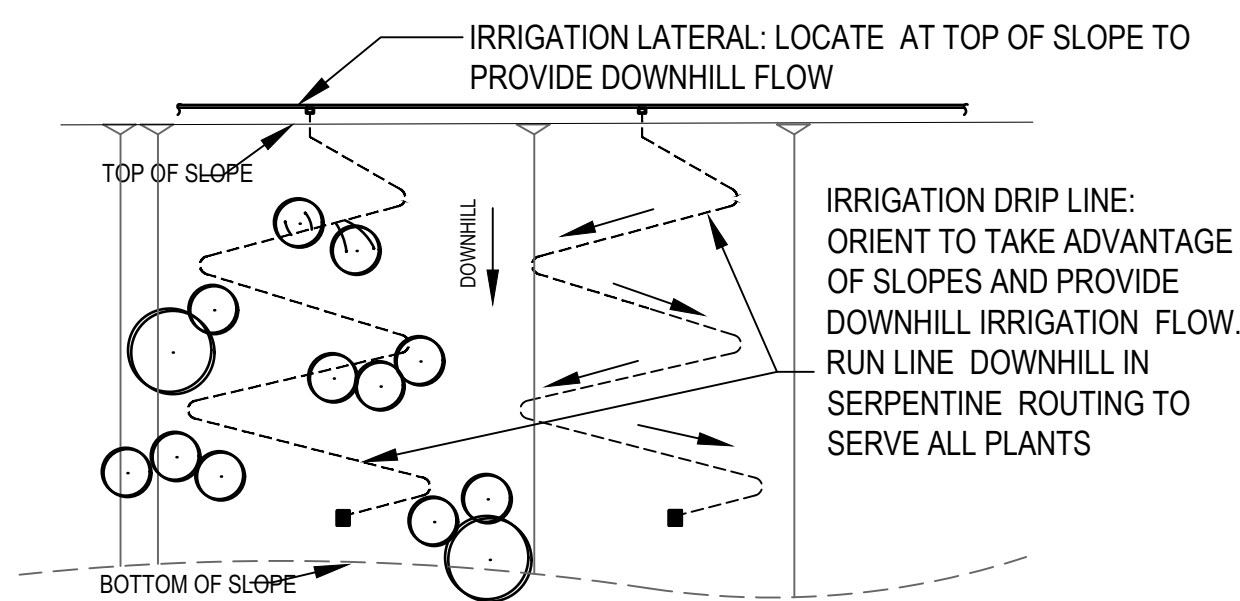 IRRIGATION LATERAL: LOCATE AT TOP OF SLOPE TO
PROVIDE DOWNHILL FLOW
TOP OF SLOPE
DOWNHILL
IRRIGATION DRIP LINE:
ORIENT TO TAKE ADVANTAGE
OF SLOPES AND PROVIDE
DOWNHILL IRRIGATION FLOW.
RUN LINE DOWNHILL IN
SERPENTINE ROUTING TO
SERVE ALL PLANTS
BOTTOM OF SLOPE